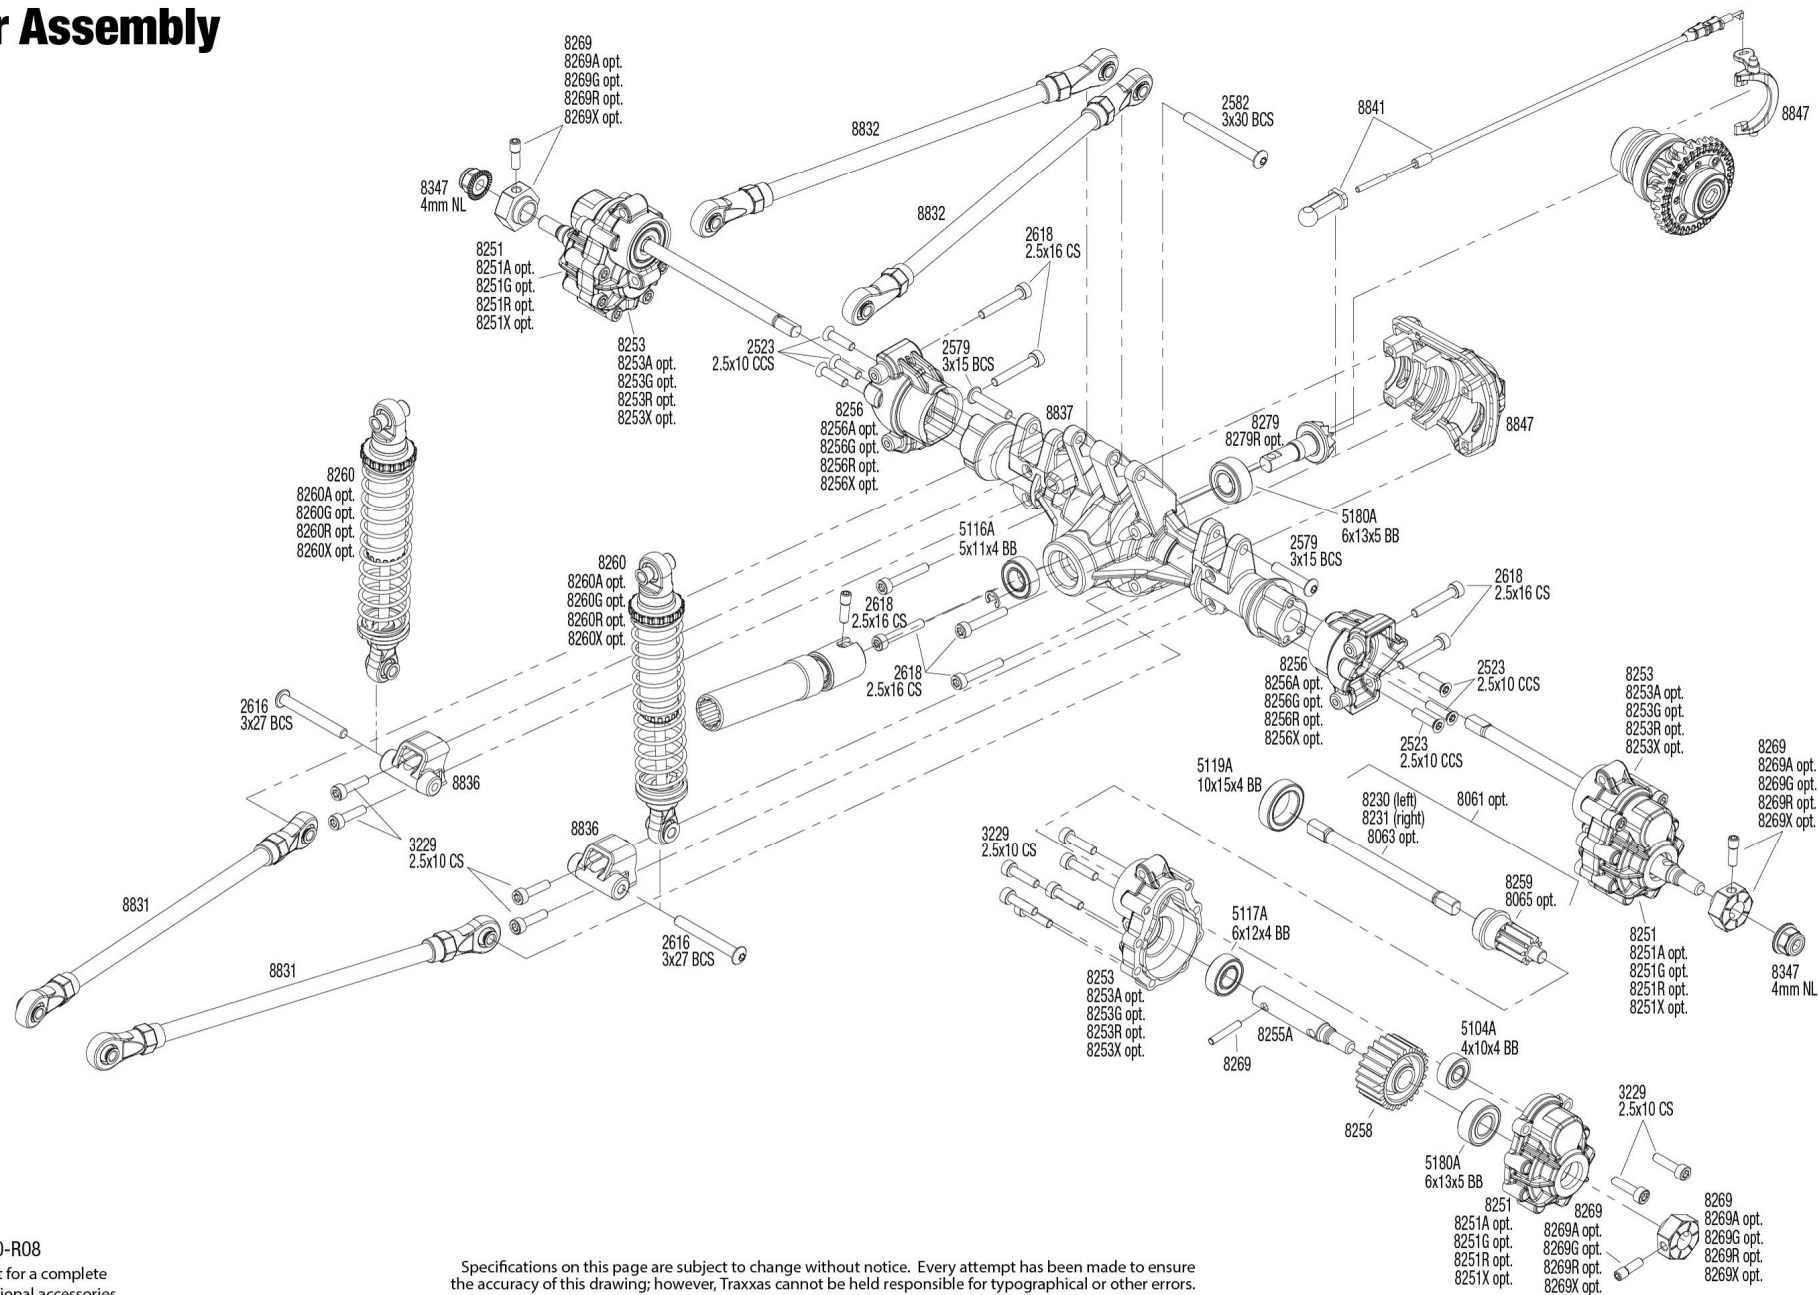 r Assembly
8269
8269A opt.
8269G opt.
8269R opt.
8269X opt.
8347
4mm NL
8251
8251A opt.
8251G opt.
8251R opt.
8251X opt.
8253
8253A opt.
8253G opt.
8253R opt.
8253X opt.
8832
8832
2582
3x30 BCS
8841
8847
2618
2.5x16 CS
2523
2.5x10 CCS
2579
3x15 BCS
8256
8256A opt.
8256G opt.
8256R opt.
8256X opt.
8837
8279
8279R opt.
8847
8260
8260A opt.
8260G opt.
8260R opt.
8260X opt.
5116A
5x11x4 BB
5180A
6x13x5 BB
2579
3x15 BCS
8260
8260A opt.
8260G opt.
8260R opt.
8260X opt.
2618
2.5x16 CS
2618
2.5x16 CS
2618
2.5x16 CS
8256
8256A opt.
8256G opt.
8256R opt.
8256X opt.
2523
2.5x10 CCS
2523
2.5x10 CCS
8253
8253A opt.
8253G opt.
8253R opt.
8253X opt.
2616
3x27 BCS
8836
8836
3229
2.5x10 CS
8831
8831
2616
3x27 BCS
5119A
10x15x4 BB
8230 (left)
8231 (right)
8063 opt.
8061 opt.
8269
8269A opt.
8269G opt.
8269R opt.
8269X opt.
3229
2.5x10 CS
8259
8065 opt.
5117A
6x12x4 BB
8251
8251A opt.
8251G opt.
8251R opt.
8251X opt.
8347
4mm NL
8253
8253A opt.
8253G opt.
8253R opt.
8253X opt.
8255A
8269
5104A
4x10x4 BB
8258
5180A
6x13x5 BB
3229
2.5x10 CS
8251
8251A opt.
8251G opt.
8251R opt.
8251X opt.
8269
8269A opt.
8269G opt.
8269R opt.
8269X opt.
8269
8269A opt.
8269G opt.
8269R opt.
8269X opt.
0-R08
t for a complete
ional accessories
Specifications on this page are subject to change without notice. Every attempt has been made to ensure
the accuracy of this drawing; however, Traxxas cannot be held responsible for typographical or other errors.